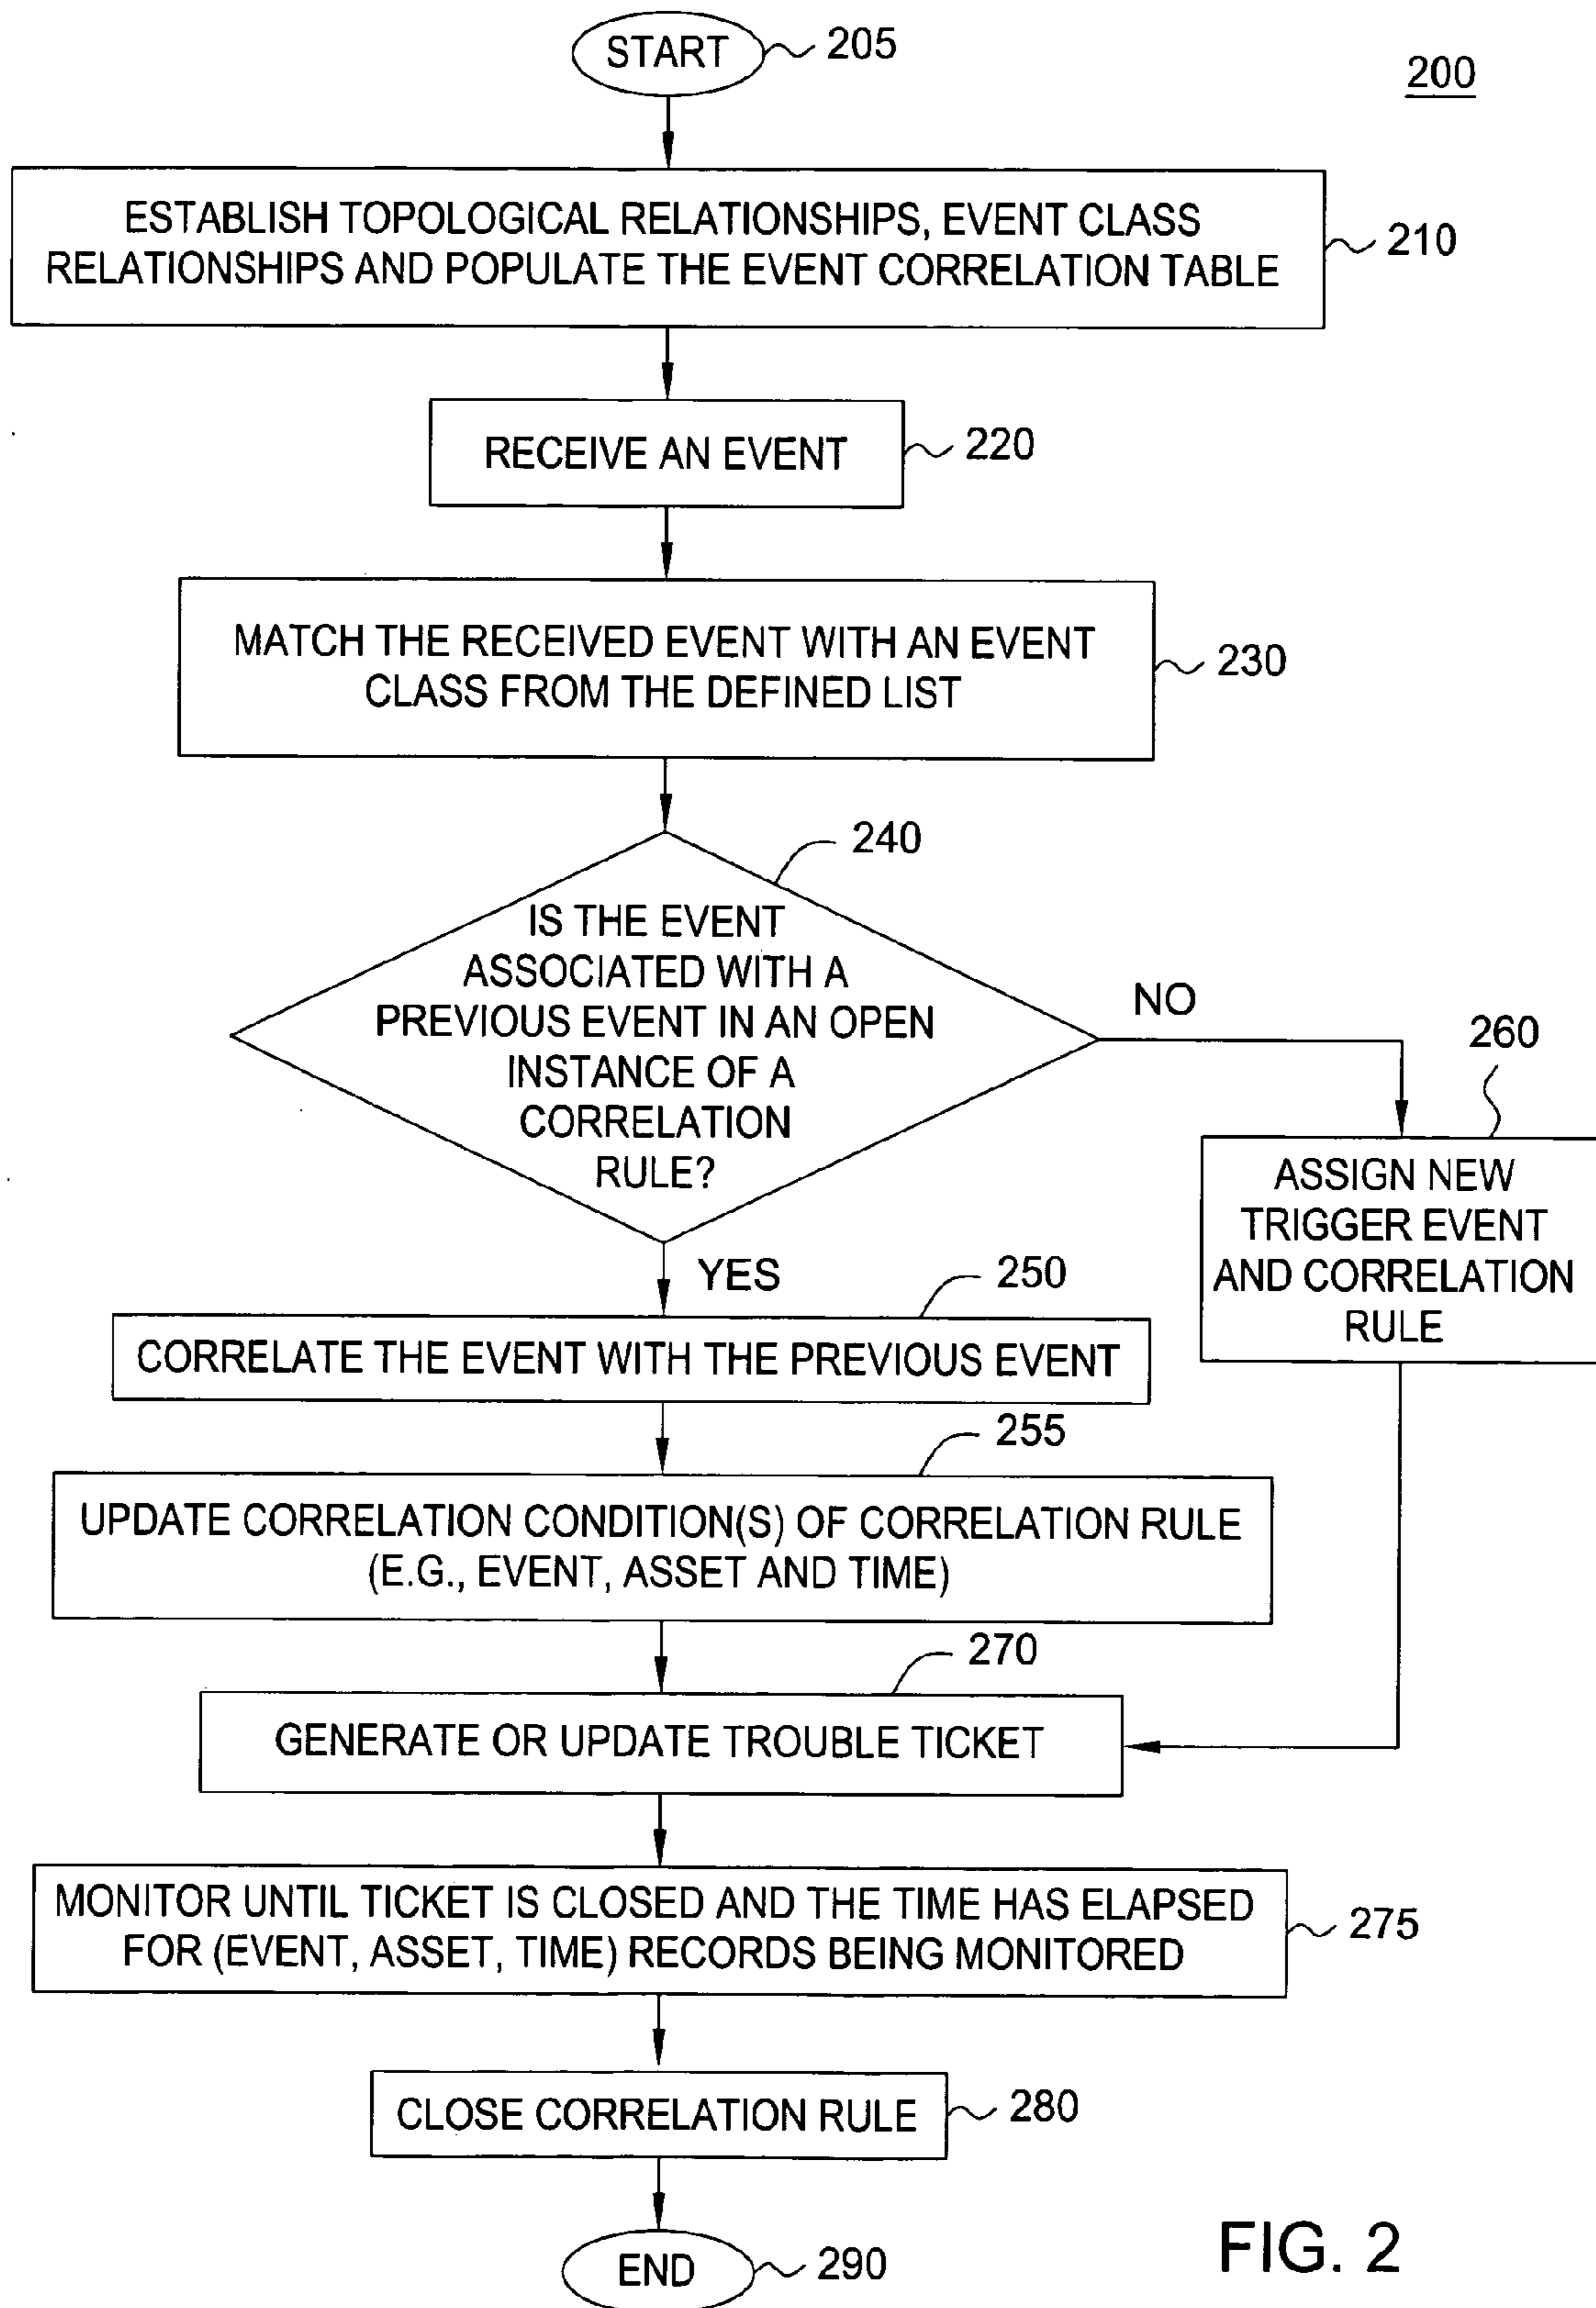 START
205
200
ESTABLISH TOPOLOGICAL RELATIONSHIPS, EVENT CLASS
RELATIONSHIPS AND POPULATE THE EVENT CORRELATION TABLE
210
RECEIVE AN EVENT
220
MATCH THE RECEIVED EVENT WITH AN EVENT
CLASS FROM THE DEFINED LIST
230
240
IS THE EVENT
ASSOCIATED WITH A
PREVIOUS EVENT IN AN OPEN
INSTANCE OF A
CORRELATION
RULE?
NO
260
ASSIGN NEW
TRIGGER EVENT
AND CORRELATION
RULE
YES
250
CORRELATE THE EVENT WITH THE PREVIOUS EVENT
255
UPDATE CORRELATION CONDITION(S) OF CORRELATION RULE
(E.G., EVENT, ASSET AND TIME)
270
GENERATE OR UPDATE TROUBLE TICKET
MONITOR UNTIL TICKET IS CLOSED AND THE TIME HAS ELAPSED
FOR (EVENT, ASSET, TIME) RECORDS BEING MONITORED
275
CLOSE CORRELATION RULE
280
END
290
FIG. 2